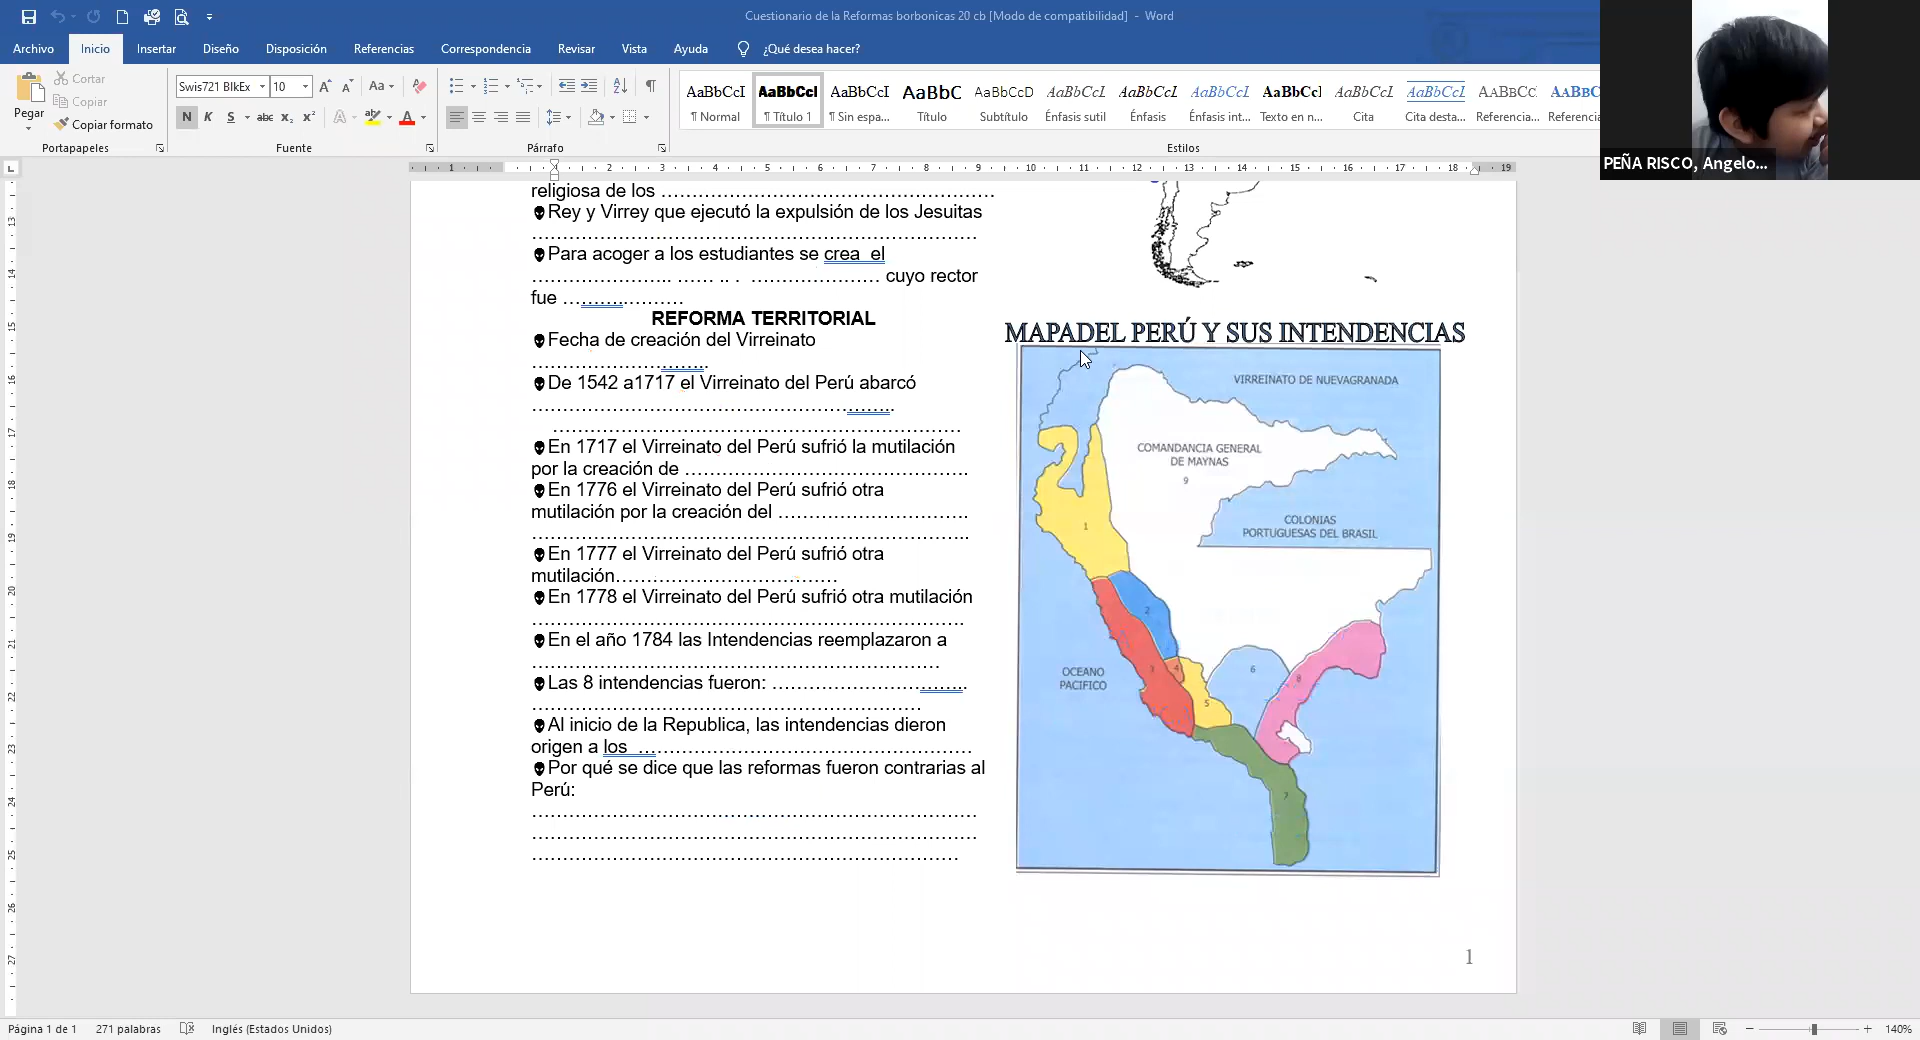 Cuestionario de la Reformas borbonicas 20 cb [Modo de compatibilidad] - Word
Archivo Inicio Insertar Diseño Disposición Referencias Correspondencia Revisar Vista Ayuda ¿Qué desea hacer?
Pegar
Cortar
Copiar
Copiar formato
Portapapeles
Swis721 BlkEx 10
Fuente
Párrafo
AaBbCcI AaBbCcI AaBbCcI AaBbC AaBbCcD AaBbCcI AaBbCcI AaBbCcI AaBbCcI AaBbCcI AaBbCcI AaBbCc AaBbC
¶ Normal ¶ Título 1 ¶ Sin espa... Título Subtítulo Énfasis sutil Énfasis Énfasis int... Texto en n... Cita Cita desta... Referencia... Referencia
Estilos
PEÑA RISCO, Angelo...
religiosa de los ……………………………………………
Rey y Virrey que ejecutó la expulsión de los Jesuitas
………………………………………………………………
Para acoger a los estudiantes se crea el
………………….. …… .. . ………………… cuyo rector
fue ………..………
REFORMA TERRITORIAL
Fecha de creación del Virreinato
……………………….
De 1542 a1717 el Virreinato del Perú abarcó
………………………………………………….
…………………………………………………………
En 1717 el Virreinato del Perú sufrió la mutilación
por la creación de ……………………………………….
En 1776 el Virreinato del Perú sufrió otra
mutilación por la creación del ………………………….
……………………………………………………………..
En 1777 el Virreinato del Perú sufrió otra
mutilación………………………………
En 1778 el Virreinato del Perú sufrió otra mutilación
……………………………………………………………
En el año 1784 las Intendencias reemplazaron a
…………………………………………………………
Las 8 intendencias fueron: ………………………….
………………………………………………………
Al inicio de la Republica, las intendencias dieron
origen a los ………………………………………………
Por qué se dice que las reformas fueron contrarias al
Perú:
………………………………………………………………
………………………………………………………………
……………………………………………………………
MAPADEL PERÚ Y SUS INTENDENCIAS
VIRREINATO DE NUEVAGRANADA
COMANDANCIA GENERAL
DE MAYNAS
9
COLONIAS
PORTUGUESAS DEL BRASIL
1
2
OCEANO
PACIFICO
3
4
5
6
8
7
1
Página 1 de 1 271 palabras Inglés (Estados Unidos) 140%